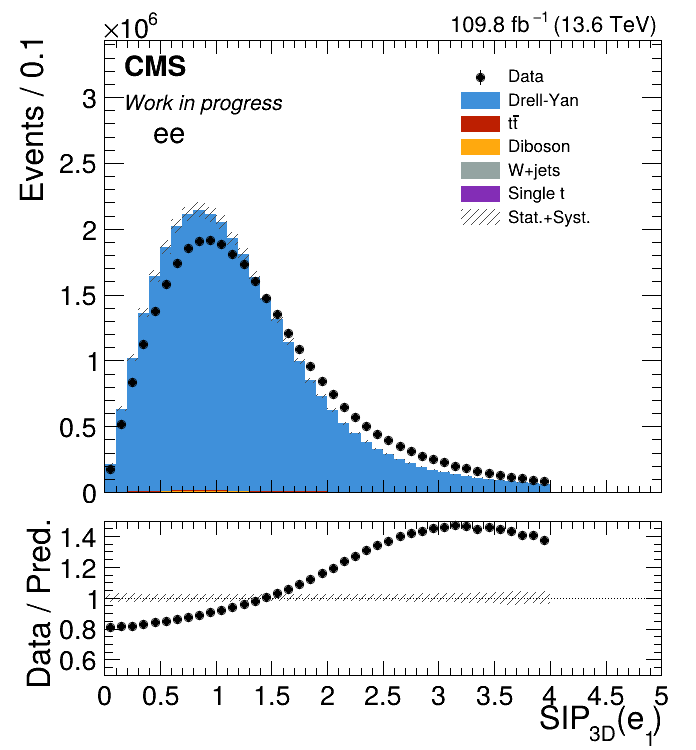 ×10⁶
109.8 fb⁻¹ (13.6 TeV)
CMS
Work in progress
ee
Events / 0.1
3
2.5
2
1.5
1
0.5
0
Data
Drell-Yan
tt̄
Diboson
W+jets
Single t
Stat.+Syst.
Data / Pred.
1.4
1.2
1
0.8
0.6
0 0.5 1 1.5 2 2.5 3 3.5 4 4.5 5
SIP₃D(e₁)